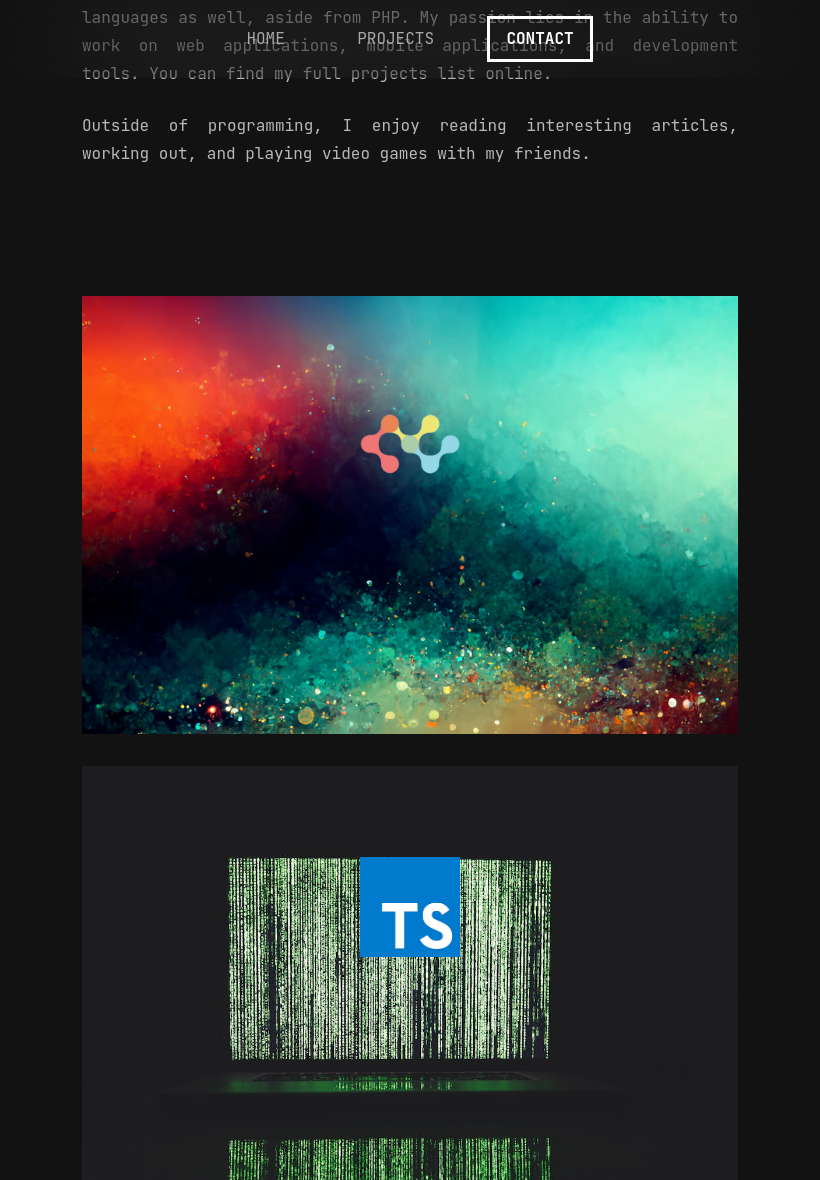 languages as well, aside from PHP. My passion lies in the ability to
HOME PROJECTS CONTACT
work on web applications, mobile applications, and development
tools. You can find my full projects list online.
Outside of programming, I enjoy reading interesting articles,
working out, and playing video games with my friends.
TS